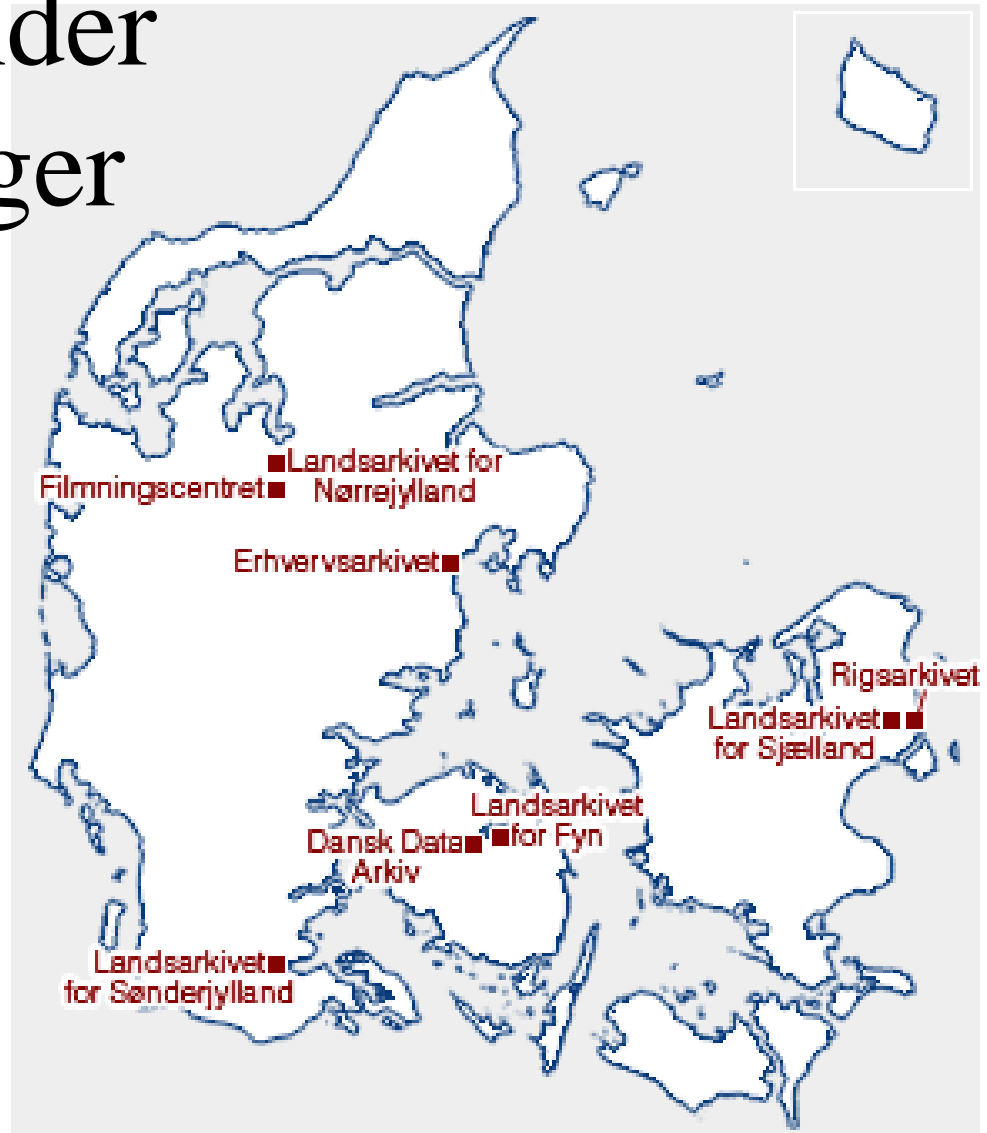 der
ger
Landsarkivet for
Nørrejylland
Filmningscentret
Erhvervsarkivet
Rigsarkivet
Landsarkivet
for Sjælland
Landsarkivet
for Fyn
Dansk Data
Arkiv
Landsarkivet
for Sønderjylland